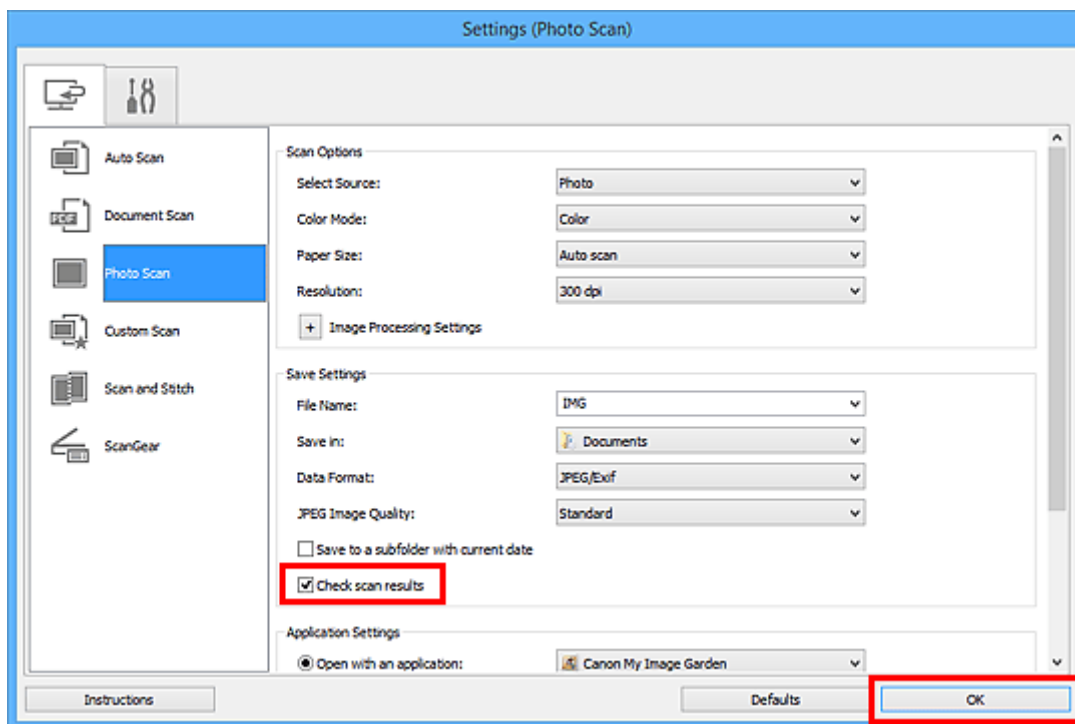 Settings (Photo Scan)
Auto Scan
PDF
Document Scan
Photo Scan
Custom Scan
Scan and Stitch
ScanGear
Scan Options
Select Source: Photo
Color Mode: Color
Paper Size: Auto scan
Resolution: 300 dpi
+ Image Processing Settings
Save Settings
File Name: IMG
Save in: Documents
Data Format: JPEG/Exif
JPEG Image Quality: Standard
Save to a subfolder with current date
Check scan results
Application Settings
Open with an application: Canon My Image Garden
Instructions Defaults OK